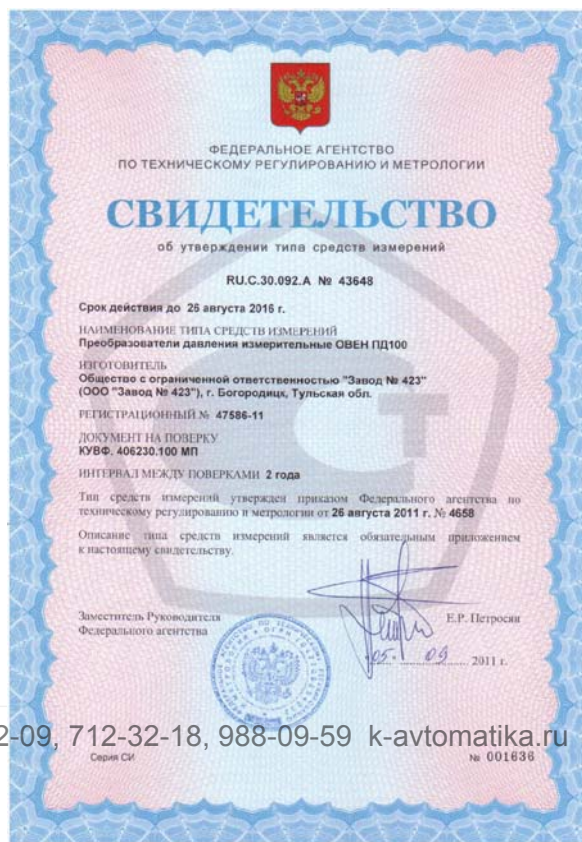 ФЕДЕРАЛЬНОЕ АГЕНТСТВО
ПО ТЕХНИЧЕСКОМУ РЕГУЛИРОВАНИЮ И МЕТРОЛОГИИ
СВИДЕТЕЛЬСТВО
об утверждении типа средств измерений
RU.C.30.092.A № 43648
Срок действия до 26 августа 2016 г.
НАИМЕНОВАНИЕ ТИПА СРЕДСТВ ИЗМЕРЕНИЙ
Преобразователи давления измерительные ОВЕН ПД100
ИЗГОТОВИТЕЛЬ
Общество с ограниченной ответственностью "Завод № 423"
(ООО "Завод № 423"), г. Богородицк, Тульская обл.
РЕГИСТРАЦИОННЫЙ № 47586-11
ДОКУМЕНТ НА ПОВЕРКУ
КУВФ. 406230.100 МП
ИНТЕРВАЛ МЕЖДУ ПОВЕРКАМИ 2 года
Тип средств измерений утвержден приказом Федерального агентства по
техническому регулированию и метрологии от 26 августа 2011 г. № 4658
Описание типа средств измерений является обязательным приложением
к настоящему свидетельству.
Заместитель Руководителя
Федерального агентства
Е.Р. Петросян
05. 09 2011 г.
2-09, 712-32-18, 988-09-59 k-avtomatika.ru
Серия СИ
№ 001636